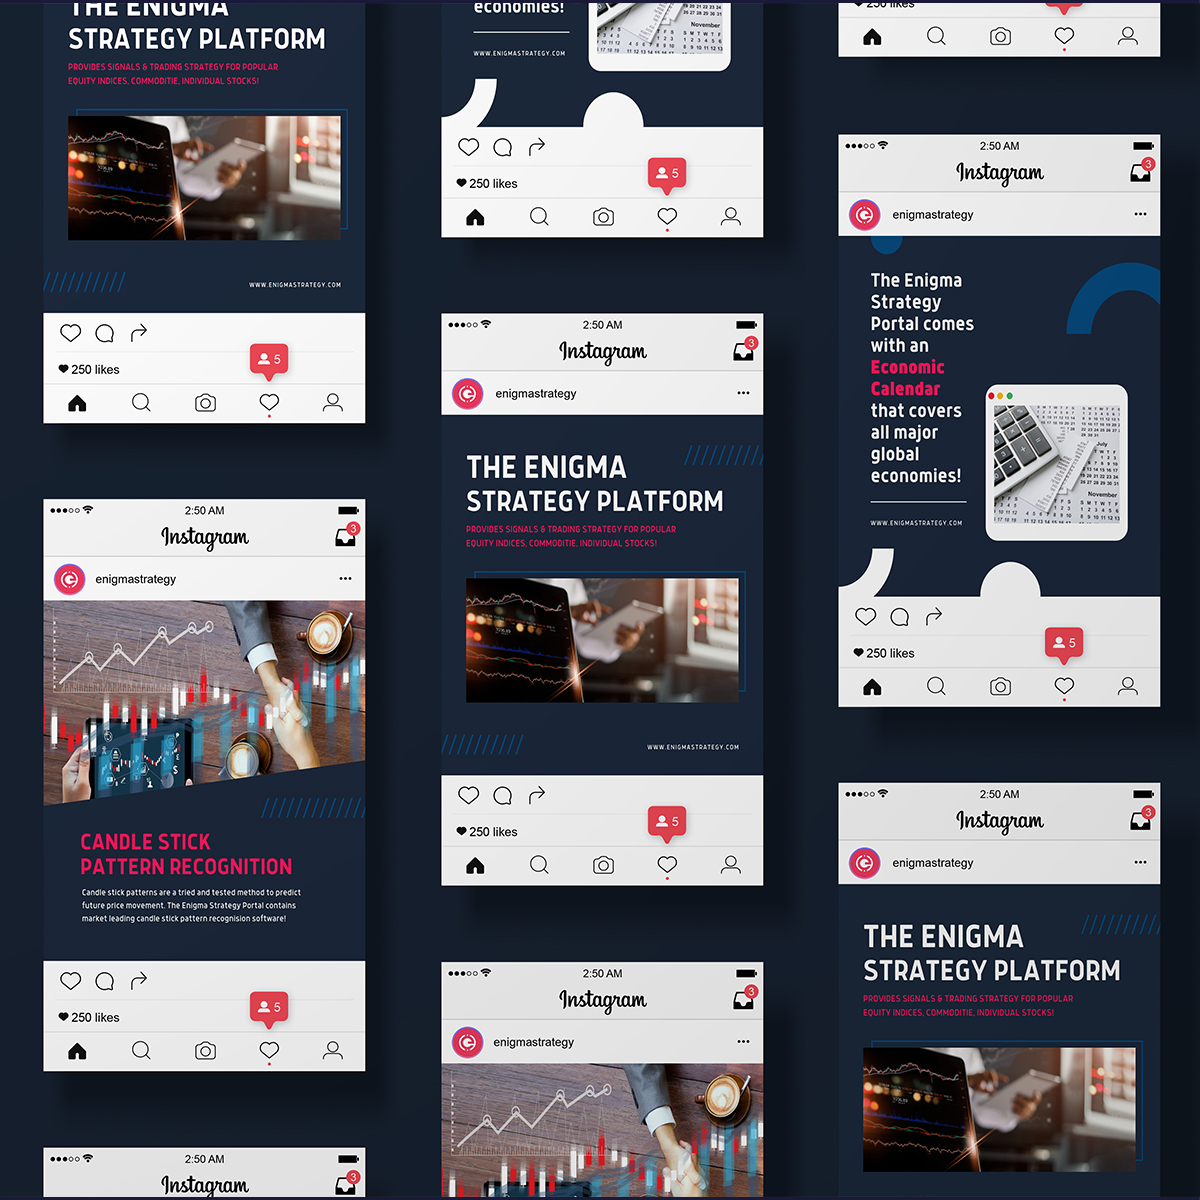 THE ENIGMA
STRATEGY PLATFORM
PROVIDES SIGNALS & TRADING STRATEGY FOR POPULAR
EQUITY INDICES, COMMODITIE, INDIVIDUAL STOCKS!
WWW.ENIGMASTRATEGY.COM
250 likes
5
2:50 AM
Instagram
3
enigmastrategy
CANDLE STICK
PATTERN RECOGNITION
Candle stick patterns are a tried and tested method to predict
future price movement. The Enigma Strategy Portal contains
market leading candle stick pattern recognision software!
250 likes
5
2:50 AM
Instagram
3
economies!
WWW.ENIGMASTRATEGY.COM
November
250 likes
5
2:50 AM
Instagram
3
enigmastrategy
THE ENIGMA
STRATEGY PLATFORM
PROVIDES SIGNALS & TRADING STRATEGY FOR POPULAR
EQUITY INDICES, COMMODITIE, INDIVIDUAL STOCKS!
WWW.ENIGMASTRATEGY.COM
250 likes
5
2:50 AM
Instagram
3
enigmastrategy
250 likes
2:50 AM
Instagram
3
enigmastrategy
The Enigma
Strategy
Portal comes
with an
Economic
Calendar
that covers
all major
global
economies!
WWW.ENIGMASTRATEGY.COM
July
November
250 likes
5
2:50 AM
Instagram
3
enigmastrategy
THE ENIGMA
STRATEGY PLATFORM
PROVIDES SIGNALS & TRADING STRATEGY FOR POPULAR
EQUITY INDICES, COMMODITIE, INDIVIDUAL STOCKS!